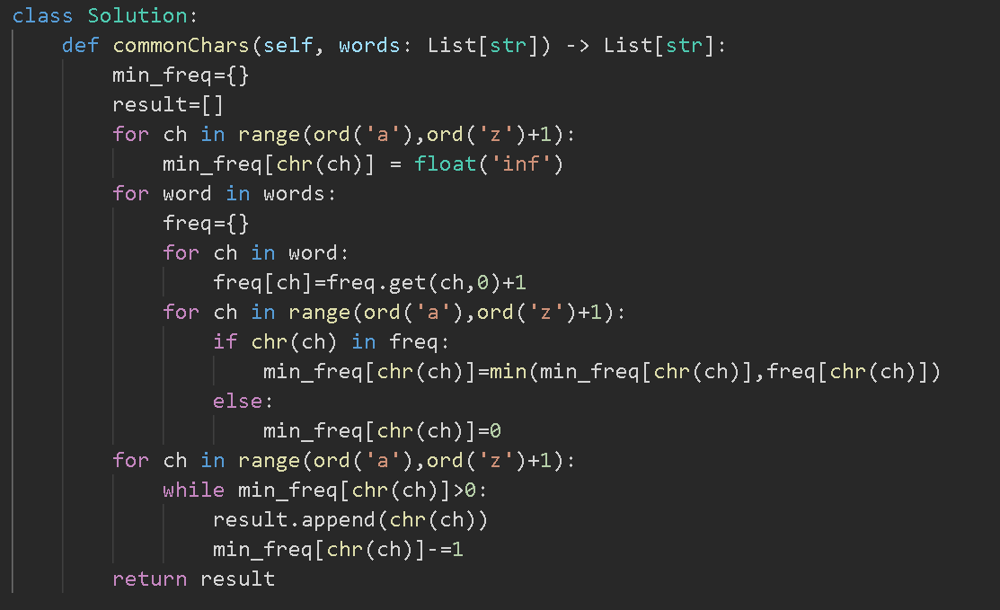 class Solution:
    def commonChars(self, words: List[str]) -> List[str]:
        min_freq={}
        result=[]
        for ch in range(ord('a'),ord('z')+1):
            min_freq[chr(ch)] = float('inf')
        for word in words:
            freq={}
            for ch in word:
                freq[ch]=freq.get(ch,0)+1
            for ch in range(ord('a'),ord('z')+1):
                if chr(ch) in freq:
                    min_freq[chr(ch)]=min(min_freq[chr(ch)],freq[chr(ch)])
                else:
                    min_freq[chr(ch)]=0
        for ch in range(ord('a'),ord('z')+1):
            while min_freq[chr(ch)]>0:
                result.append(chr(ch))
                min_freq[chr(ch)]-=1
        return result